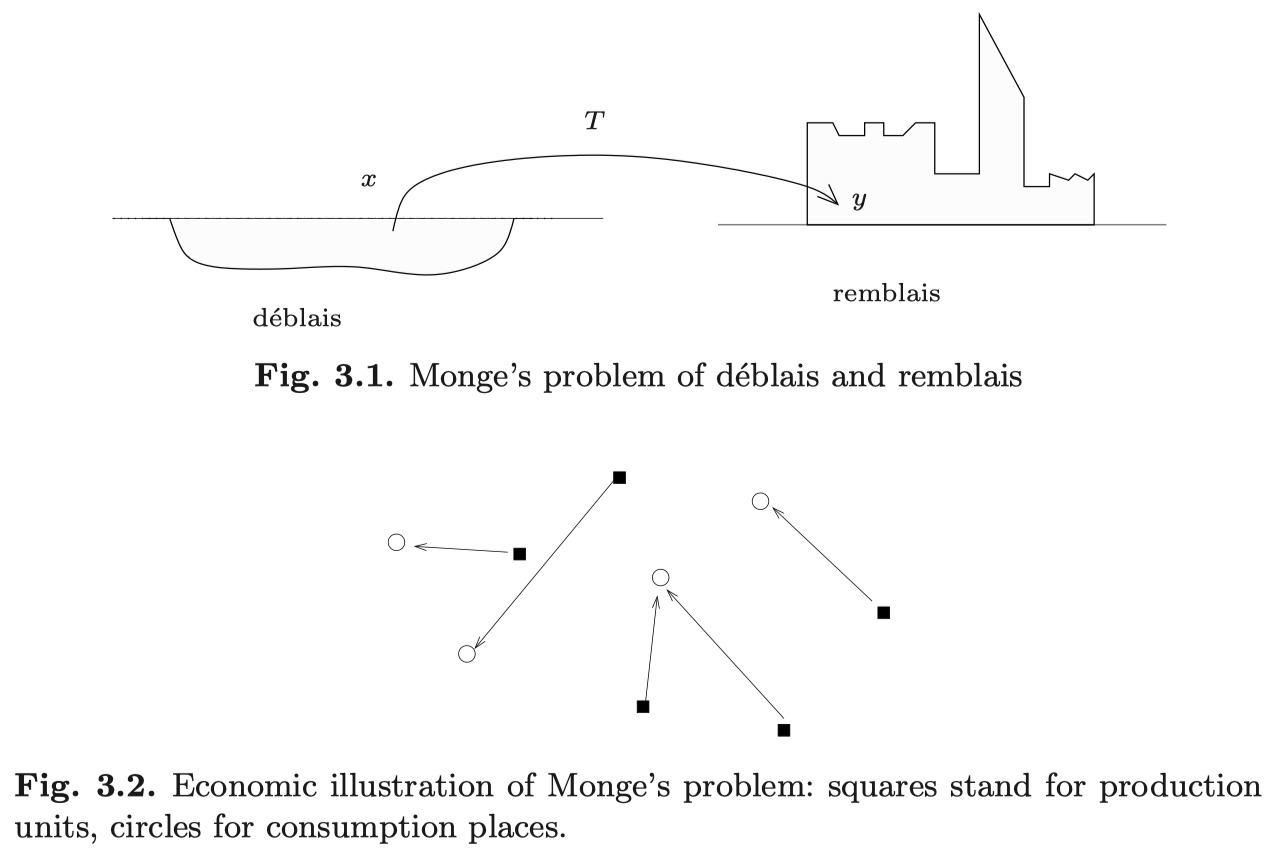 T
x
y
remblais
déblais
Fig. 3.1. Monge's problem of déblais and remblais
Fig. 3.2. Economic illustration of Monge's problem: squares stand for production
units, circles for consumption places.